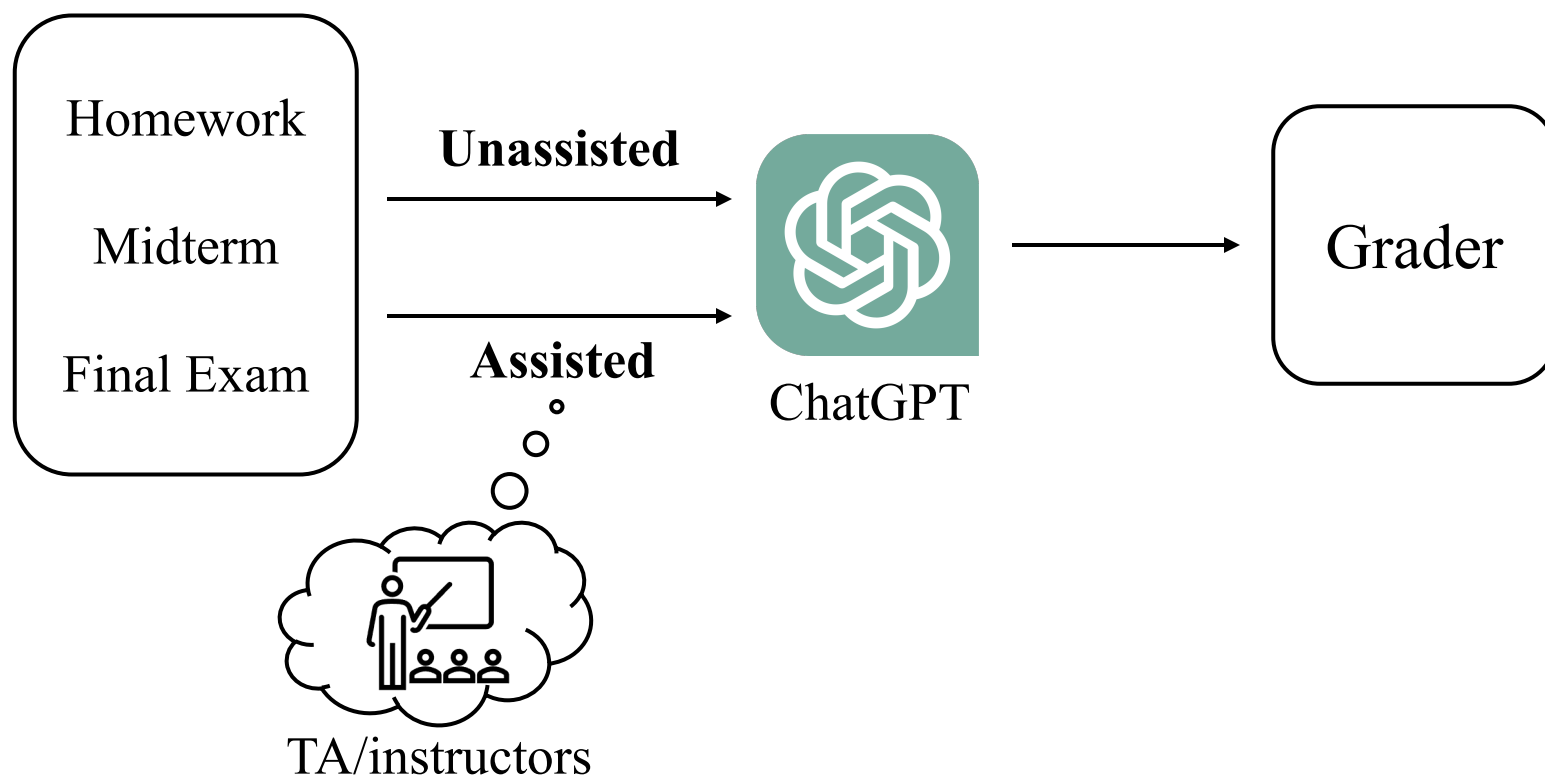 Homework
Midterm
Final Exam
Unassisted
Assisted
ChatGPT
Grader
TA/instructors